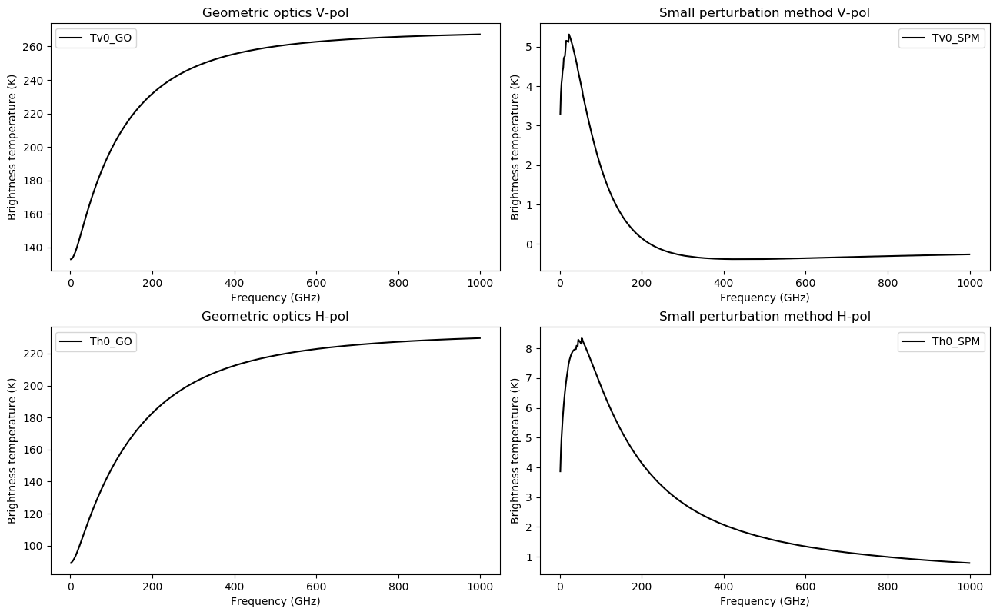 Geometric optics V-pol
Tv0_GO
Brightness temperature (K)
260
240
220
200
180
160
140
0 200 400 600 800 1000
Frequency (GHz)
Small perturbation method V-pol
Tv0_SPM
Brightness temperature (K)
5
4
3
2
1
0
0 200 400 600 800 1000
Frequency (GHz)
Geometric optics H-pol
Th0_GO
Brightness temperature (K)
220
200
180
160
140
120
100
0 200 400 600 800 1000
Frequency (GHz)
Small perturbation method H-pol
Th0_SPM
Brightness temperature (K)
8
7
6
5
4
3
2
1
0 200 400 600 800 1000
Frequency (GHz)